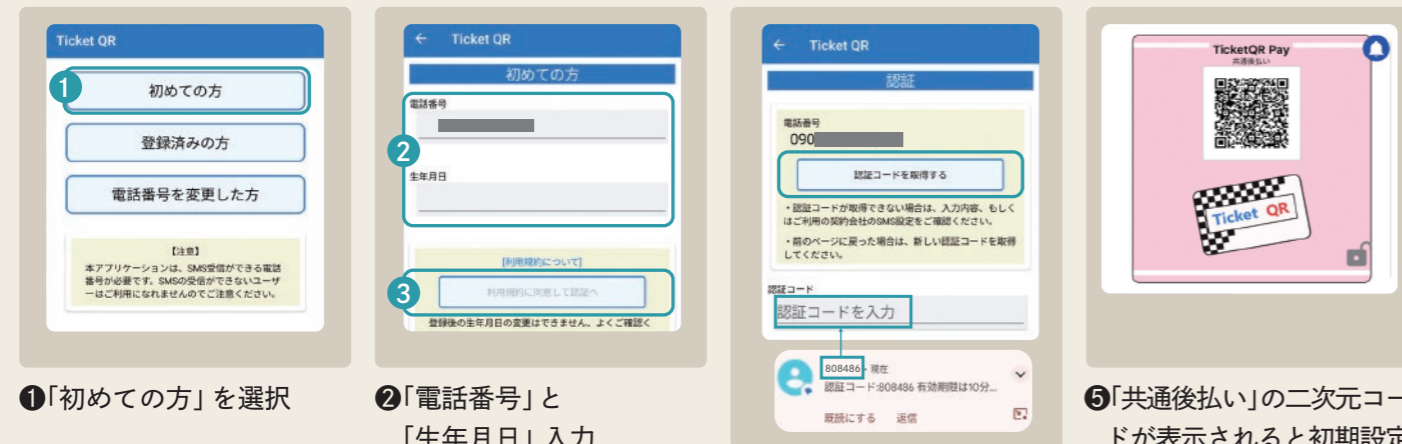 Ticket QR
1
初めての方
登録済みの方
電話番号を変更した方
【注意】
本アプリケーションは、SMS受信ができる電話
番号が必要です。SMSの受信ができないユーザ
ーはご利用になれませんのでご注意ください。
❶「初めての方」を選択
← Ticket QR
初めての方
電話番号
2
生年月日
[利用規約について]
3
利用規約に同意して認証へ
登録後の生年月日の変更はできません。よくご確認く
❷「電話番号」と
「生年月日」入力
← Ticket QR
認証
電話番号
090
認証コードを取得する
・認証コードが取得できない場合は、入力内容、もしく
はご利用の契約会社のSMS設定をご確認ください。
・前のページに戻った場合は、新しい認証コードを取得
してください。
認証コード
認証コードを入力
808486・現在
認証コード:808486 有効期限は10分...
既読にする 返信
TicketQR Pay
共通後払い
Ticket QR
❺「共通後払い」の二次元コー
ドが表示されると初期設定